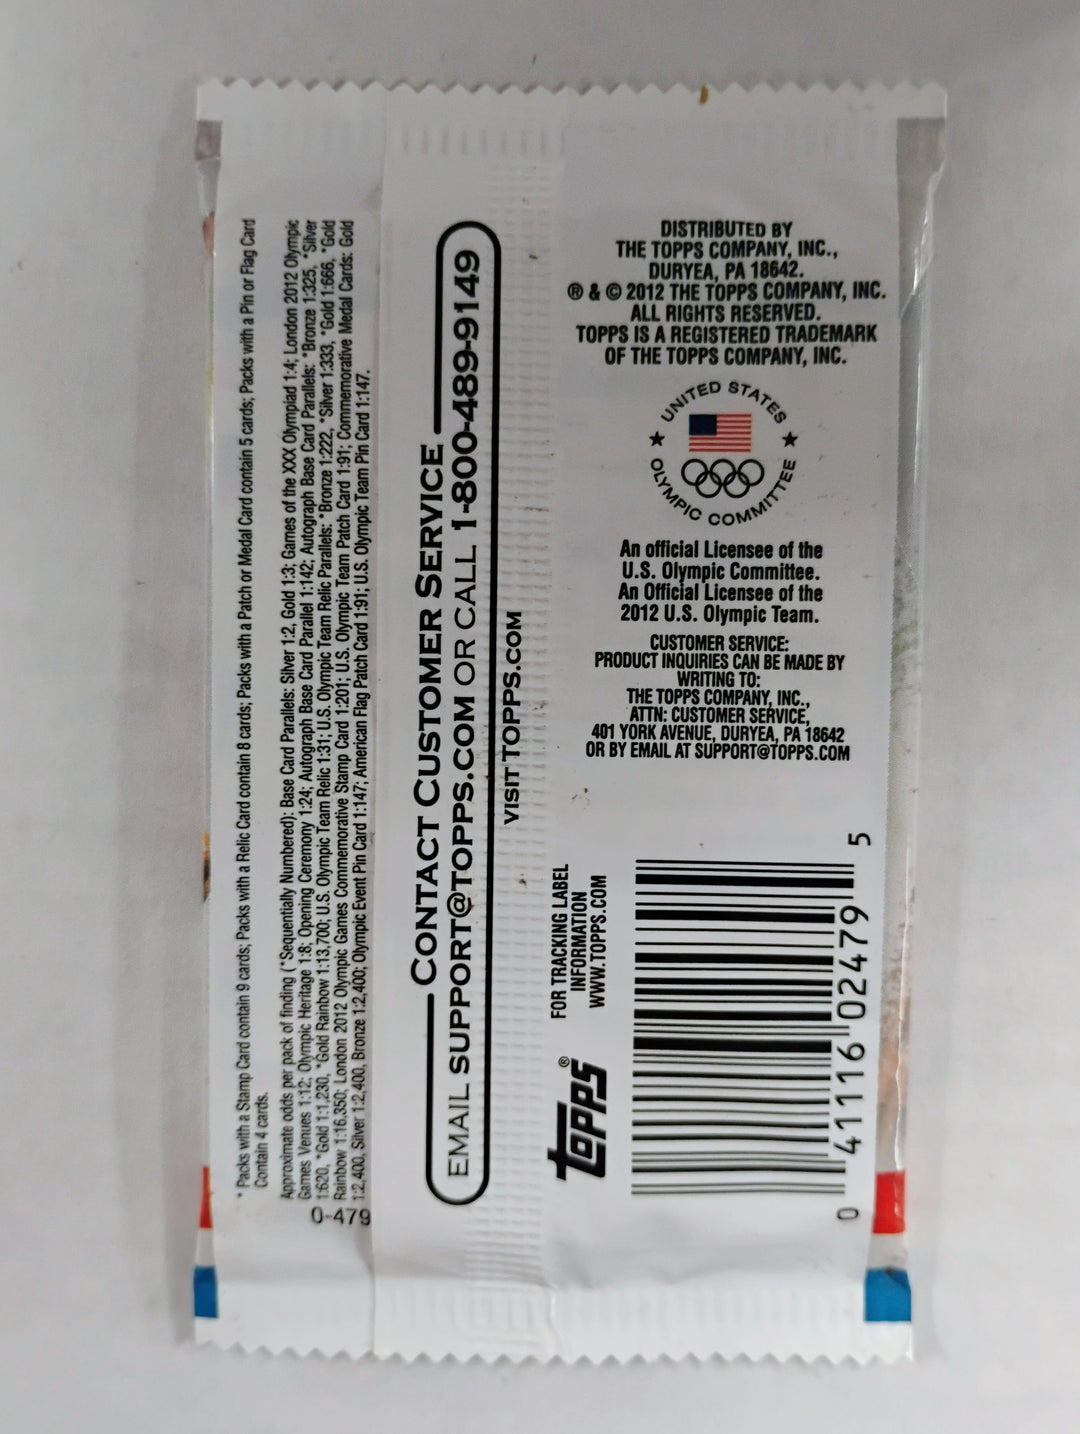 * Packs with a Stamp Card contain 9 cards; Packs with a Relic Card contain 8 cards; Packs with a Patch or Medal Card contain 5 cards; Packs with a Pin or Flag Card
Contain 4 cards.
Approximate odds per pack of finding (*Sequentially Numbered): Base Card Parallels: Silver 1:2, Gold 1:3; Games of the XXX Olympiad 1:4; London 2012 Olympic
Games Venues 1:12; Olympic Heritage 1:8; Opening Ceremony 1:24; Autograph Base Card Parallel 1:142; Autograph Base Card Parallels: *Bronze 1:325, *Silver
1:620, *Gold 1:1,230, *Gold Rainbow 1:13,700; U.S. Olympic Team Relic 1:31; U.S. Olympic Team Relic Parallels: *Bronze 1:222, *Silver 1:333, *Gold 1:666, *Gold
Rainbow 1:16,350; London 2012 Olympic Games Commemorative Stamp Card 1:201; U.S. Olympic Team Patch Card 1:91; Commemorative Medal Cards: Gold
1:2,400, Silver 1:2,400, Bronze 1:2,400; Olympic Event Pin Card 1:147; American Flag Patch Card 1:91; U.S. Olympic Team Pin Card 1:147.
0-479
CONTACT CUSTOMER SERVICE
EMAIL SUPPORT@TOPPS.COM OR CALL 1-800-489-9149
VISIT TOPPS.COM
DISTRIBUTED BY
THE TOPPS COMPANY, INC.,
DURYEA, PA 18642.
® & © 2012 THE TOPPS COMPANY, INC.
ALL RIGHTS RESERVED.
TOPPS IS A REGISTERED TRADEMARK
OF THE TOPPS COMPANY, INC.
UNITED STATES
OLYMPIC COMMITTEE
An official Licensee of the
U.S. Olympic Committee.
An Official Licensee of the
2012 U.S. Olympic Team.
CUSTOMER SERVICE:
PRODUCT INQUIRIES CAN BE MADE BY
WRITING TO:
THE TOPPS COMPANY, INC.,
ATTN: CUSTOMER SERVICE,
401 YORK AVENUE, DURYEA, PA 18642
OR BY EMAIL AT SUPPORT@TOPPS.COM
FOR TRACKING LABEL
INFORMATION
WWW.TOPPS.COM
topps®
0 41116 02479 5